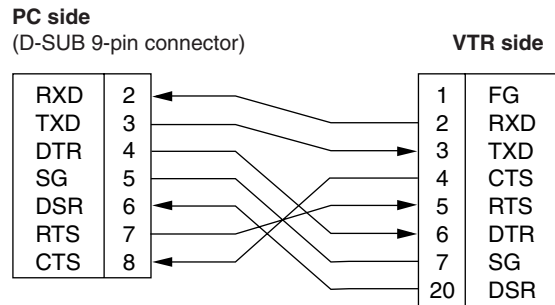 PC side
(D-SUB 9-pin connector)
VTR side
RXD 2
TXD 3
DTR 4
SG 5
DSR 6
RTS 7
CTS 8
1 FG
2 RXD
3 TXD
4 CTS
5 RTS
6 DTR
7 SG
20 DSR